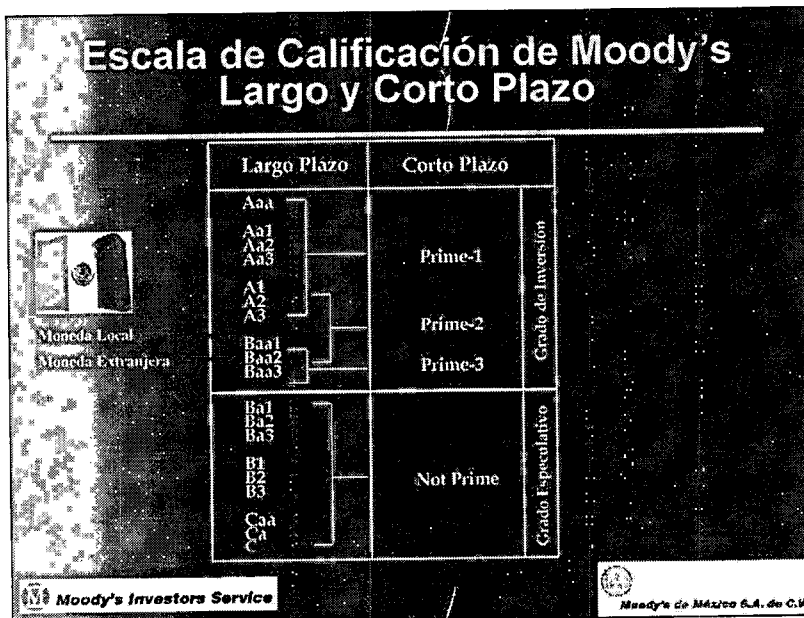 Escala de Calificación de Moody's
Largo y Corto Plazo
Largo Plazo
Corto Plazo
Aaa
Aa1
Aa2
Aa3
A1
A2
A3
Baa1
Baa2
Baa3
Prime-1
Prime-2
Prime-3
Grado de Inversión
Moneda Local
Moneda Extranjera
Ba1
Ba2
Ba3
B1
B2
B3
Caa
Ca
C
Not Prime
Grado Especulativo
Moody's Investors Service
Moody's de México S.A. de C.V